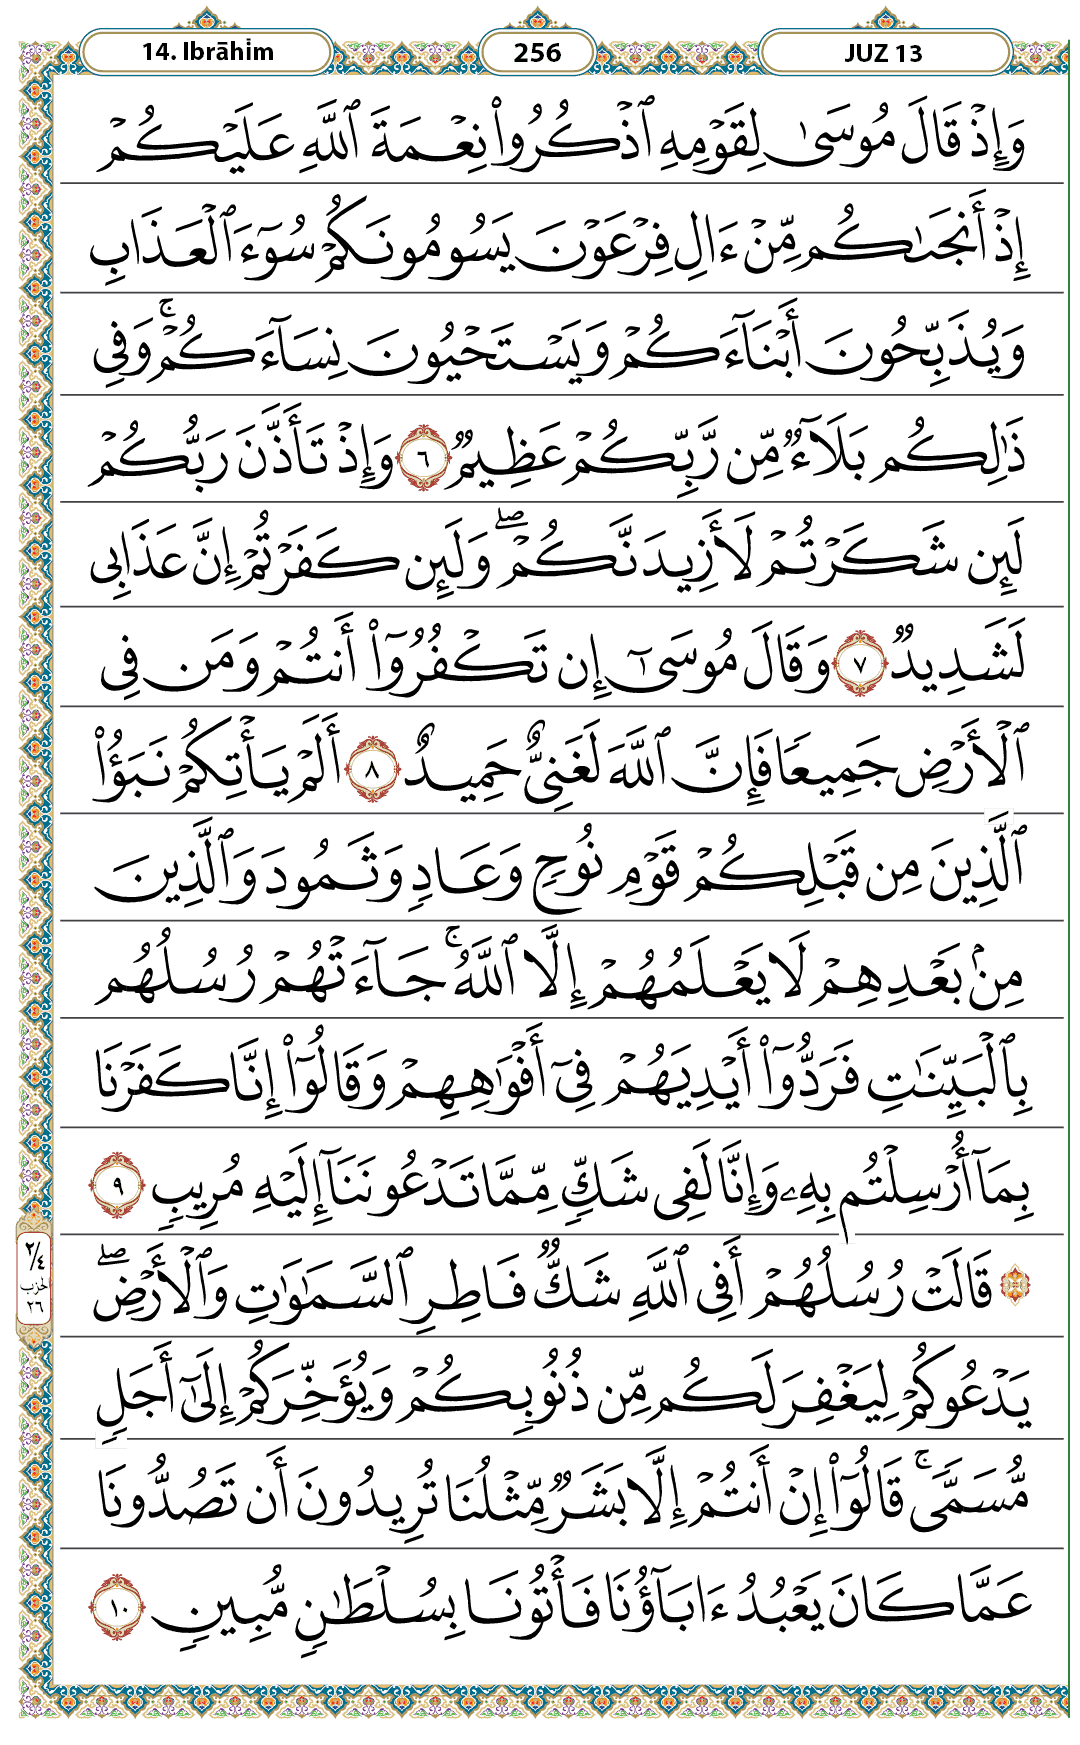 14. Ibrāhim
256
JUZ 13
وَإِذْ قَالَ مُوسَىٰ لِقَوْمِهِ ٱذْكُرُوا۟ نِعْمَةَ ٱللَّهِ عَلَيْكُمْ
إِذْ أَنجَىٰكُم مِّنْ ءَالِ فِرْعَوْنَ يَسُومُونَكُمْ سُوٓءَ ٱلْعَذَابِ
وَيُذَبِّحُونَ أَبْنَآءَكُمْ وَيَسْتَحْيُونَ نِسَآءَكُمْ ۚ وَفِى
ذَٰلِكُم بَلَآءٌ مِّن رَّبِّكُمْ عَظِيمٌ ٦ وَإِذْ تَأَذَّنَ رَبُّكُمْ
لَئِن شَكَرْتُمْ لَأَزِيدَنَّكُمْ ۖ وَلَئِن كَفَرْتُمْ إِنَّ عَذَابِى
لَشَدِيدٌ ٧ وَقَالَ مُوسَىٰٓ إِن تَكْفُرُوٓا۟ أَنتُمْ وَمَن فِى
ٱلْأَرْضِ جَمِيعًا فَإِنَّ ٱللَّهَ لَغَنِىٌّ حَمِيدٌ ٨ أَلَمْ يَأْتِكُمْ نَبَؤُا۟
ٱلَّذِينَ مِن قَبْلِكُمْ قَوْمِ نُوحٍ وَعَادٍ وَثَمُودَ وَٱلَّذِينَ
مِنۢ بَعْدِهِمْ لَا يَعْلَمُهُمْ إِلَّا ٱللَّهُ ۚ جَآءَتْهُمْ رُسُلُهُم
بِٱلْبَيِّنَٰتِ فَرَدُّوٓا۟ أَيْدِيَهُمْ فِىٓ أَفْوَٰهِهِمْ وَقَالُوٓا۟ إِنَّا كَفَرْنَا
بِمَآ أُرْسِلْتُم بِهِۦ وَإِنَّا لَفِى شَكٍّ مِّمَّا تَدْعُونَنَآ إِلَيْهِ مُرِيبٍ ٩
۞ قَالَتْ رُسُلُهُمْ أَفِى ٱللَّهِ شَكٌّ فَاطِرِ ٱلسَّمَٰوَٰتِ وَٱلْأَرْضِ ۖ
٢/٤
الحزب
٢٦
يَدْعُوكُمْ لِيَغْفِرَ لَكُم مِّن ذُنُوبِكُمْ وَيُؤَخِّرَكُمْ إِلَىٰٓ أَجَلٍ
مُّسَمًّى ۚ قَالُوٓا۟ إِنْ أَنتُمْ إِلَّا بَشَرٌ مِّثْلُنَا تُرِيدُونَ أَن تَصُدُّونَا
عَمَّا كَانَ يَعْبُدُ ءَابَآؤُنَا فَأْتُونَا بِسُلْطَٰنٍ مُّبِينٍ ١٠